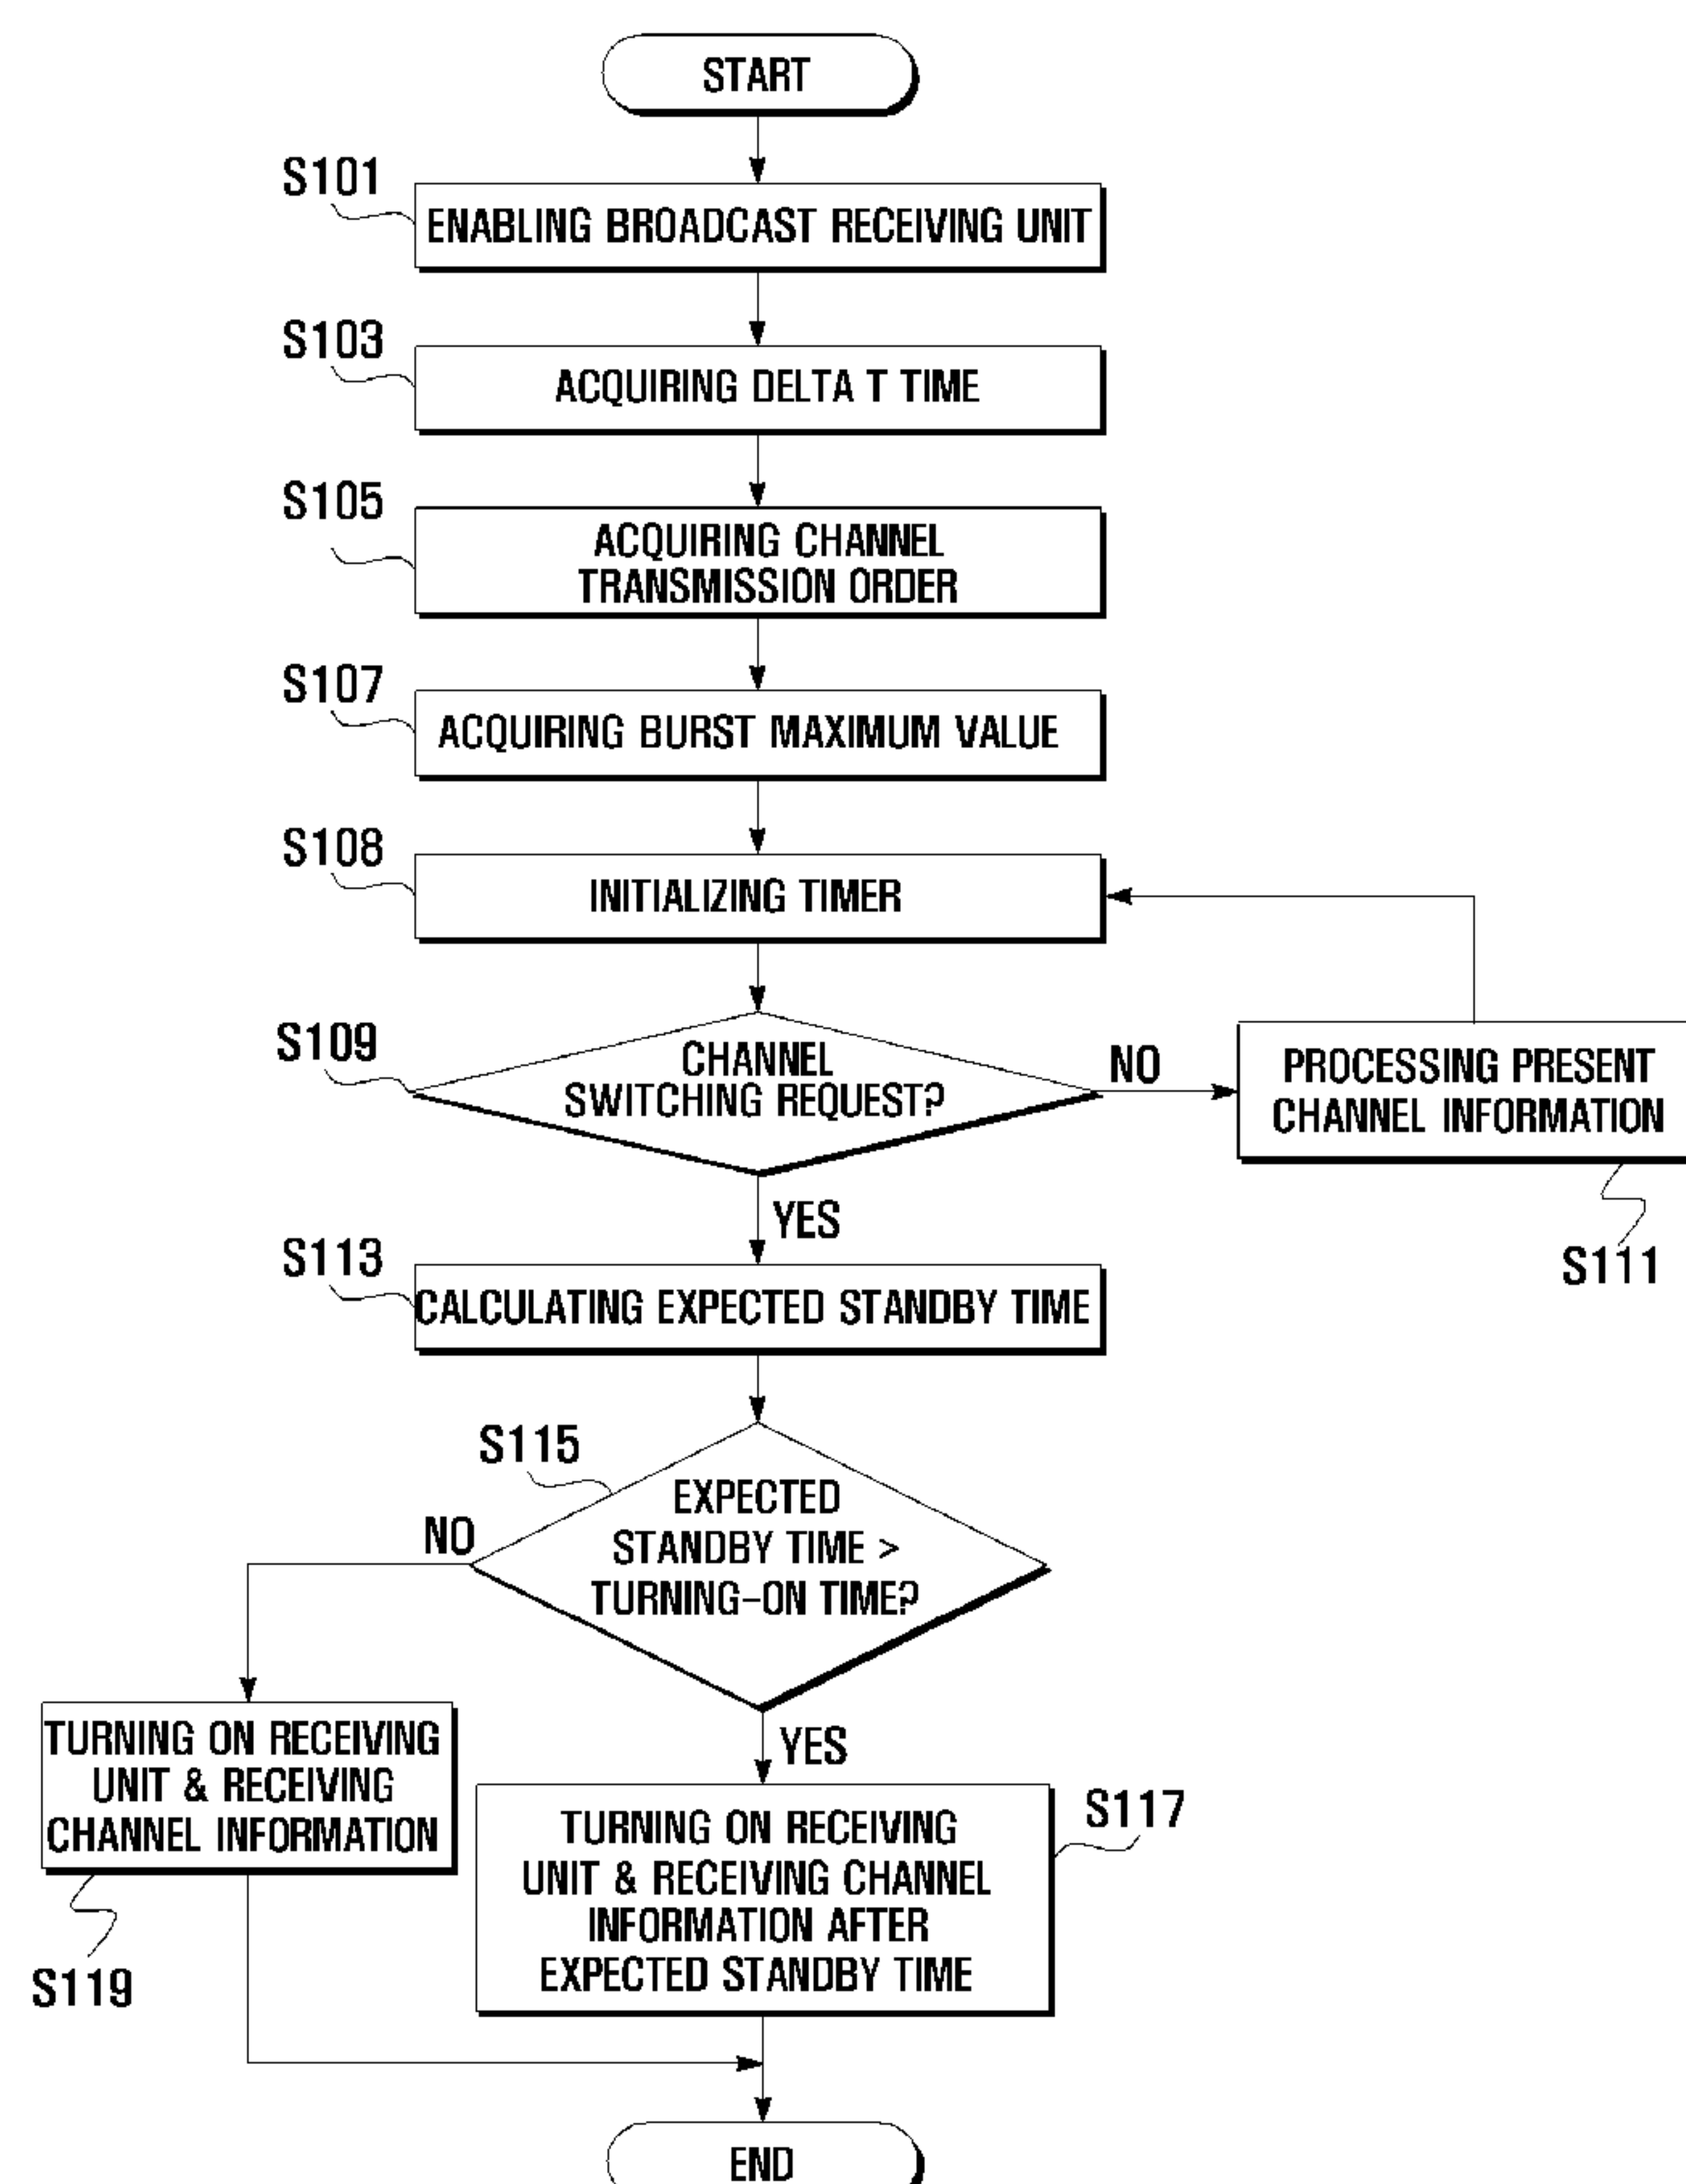 START
S101
ENABLING BROADCAST RECEIVING UNIT
S103
ACQUIRING DELTA T TIME
S105
ACQUIRING CHANNEL
TRANSMISSION ORDER
S107
ACQUIRING BURST MAXIMUM VALUE
S108
INITIALIZING TIMER
S109
CHANNEL
SWITCHING REQUEST?
NO
PROCESSING PRESENT
CHANNEL INFORMATION
S111
YES
S113
CALCULATING EXPECTED STANDBY TIME
S115
EXPECTED
STANDBY TIME >
TURNING-ON TIME?
NO
TURNING ON RECEIVING
UNIT & RECEIVING
CHANNEL INFORMATION
S119
YES
TURNING ON RECEIVING
UNIT & RECEIVING CHANNEL
INFORMATION AFTER
EXPECTED STANDBY TIME
S117
END